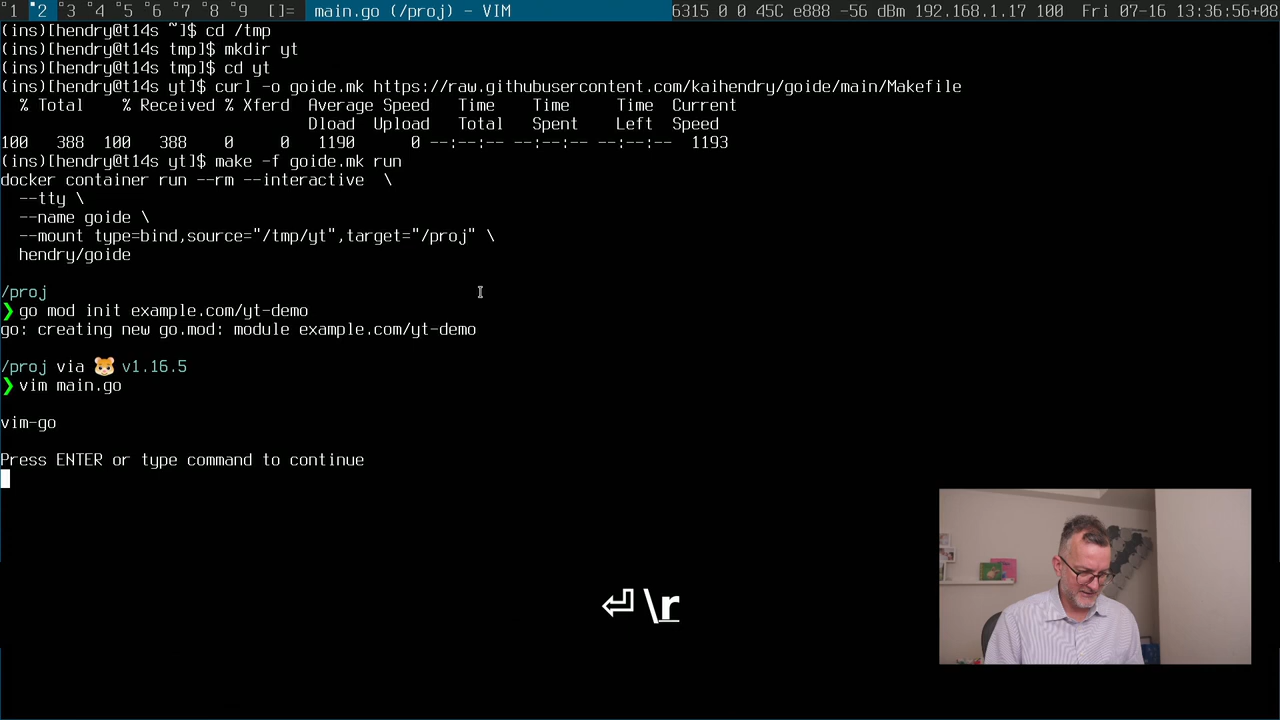 1 2 3 4 5 6 7 8 9 []= main.go (/proj) - VIM 6315 0 0 45C e888 -56 dBm 192.168.1.17 100 Fri 07-16 13:36:56+08
(ins)[hendry@t14s ~]$ cd /tmp
(ins)[hendry@t14s tmp]$ mkdir yt
(ins)[hendry@t14s tmp]$ cd yt
(ins)[hendry@t14s yt]$ curl -o goide.mk https://raw.githubusercontent.com/kaihendry/goide/main/Makefile
% Total % Received % Xferd Average Speed Time Time Time Current
Dload Upload Total Spent Left Speed
100 388 100 388 0 0 1190 0 --:--:-- --:--:-- --:--:-- 1193
(ins)[hendry@t14s yt]$ make -f goide.mk run
docker container run --rm --interactive \
--tty \
--name goide \
--mount type=bind,source="/tmp/yt",target="/proj" \
hendry/goide
/proj
❯ go mod init example.com/yt-demo
go: creating new go.mod: module example.com/yt-demo
/proj via 🐹 v1.16.5
❯ vim main.go
vim-go
Press ENTER or type command to continue
⏎ \r